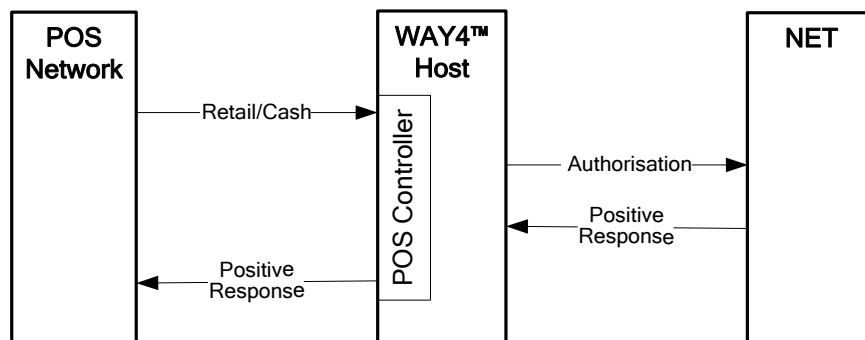 POS
Network
WAY4™
Host
NET
Retail/Cash
POS Controller
Authorisation
Positive
Response
Positive
Response